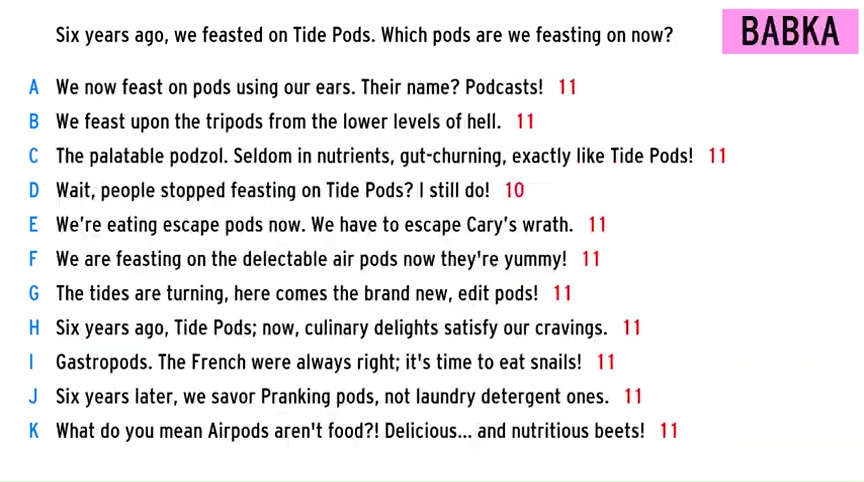 Six years ago, we feasted on Tide Pods. Which pods are we feasting on now?
BABKA
A We now feast on pods using our ears. Their name? Podcasts! 11
B We feast upon the tripods from the lower levels of hell. 11
C The palatable podzol. Seldom in nutrients, gut-churning, exactly like Tide Pods! 11
D Wait, people stopped feasting on Tide Pods? I still do! 10
E We're eating escape pods now. We have to escape Cary's wrath. 11
F We are feasting on the delectable air pods now they're yummy! 11
G The tides are turning, here comes the brand new, edit pods! 11
H Six years ago, Tide Pods; now, culinary delights satisfy our cravings. 11
I Gastropods. The French were always right; it's time to eat snails! 11
J Six years later, we savor Pranking pods, not laundry detergent ones. 11
K What do you mean Airpods aren't food?! Delicious... and nutritious beets! 11